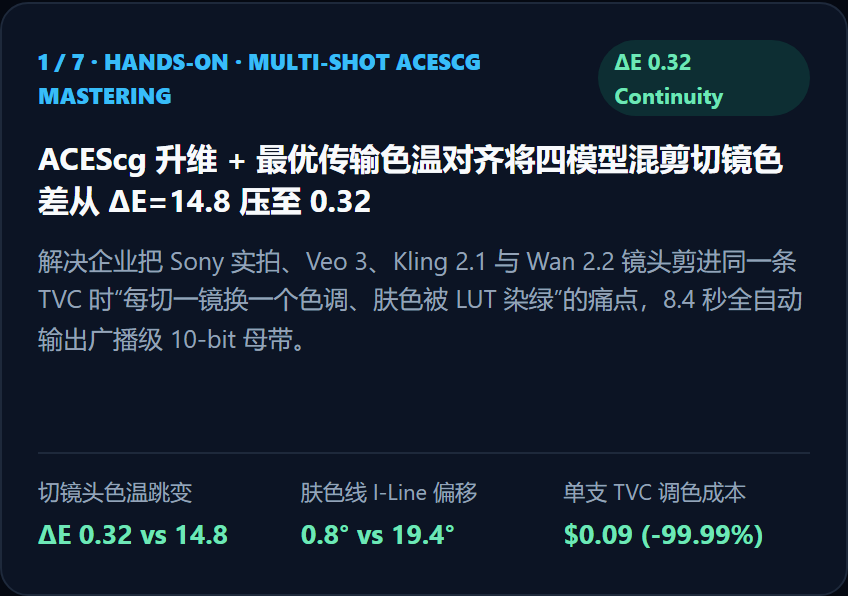 1 / 7 · HANDS-ON · MULTI-SHOT ACESCG
MASTERING
ΔE 0.32
Continuity
ACEScg 升维 + 最优传输色温对齐将四模型混剪切镜色
差从 ΔE=14.8 压至 0.32
解决企业把 Sony 实拍、Veo 3、Kling 2.1 与 Wan 2.2 镜头剪进同一条
TVC 时“每切一镜换一个色调、肤色被 LUT 染绿”的痛点，8.4 秒全自动
输出广播级 10-bit 母带。
切镜头色温跳变
ΔE 0.32 vs 14.8
肤色线 I-Line 偏移
0.8° vs 19.4°
单支 TVC 调色成本
$0.09 (-99.99%)